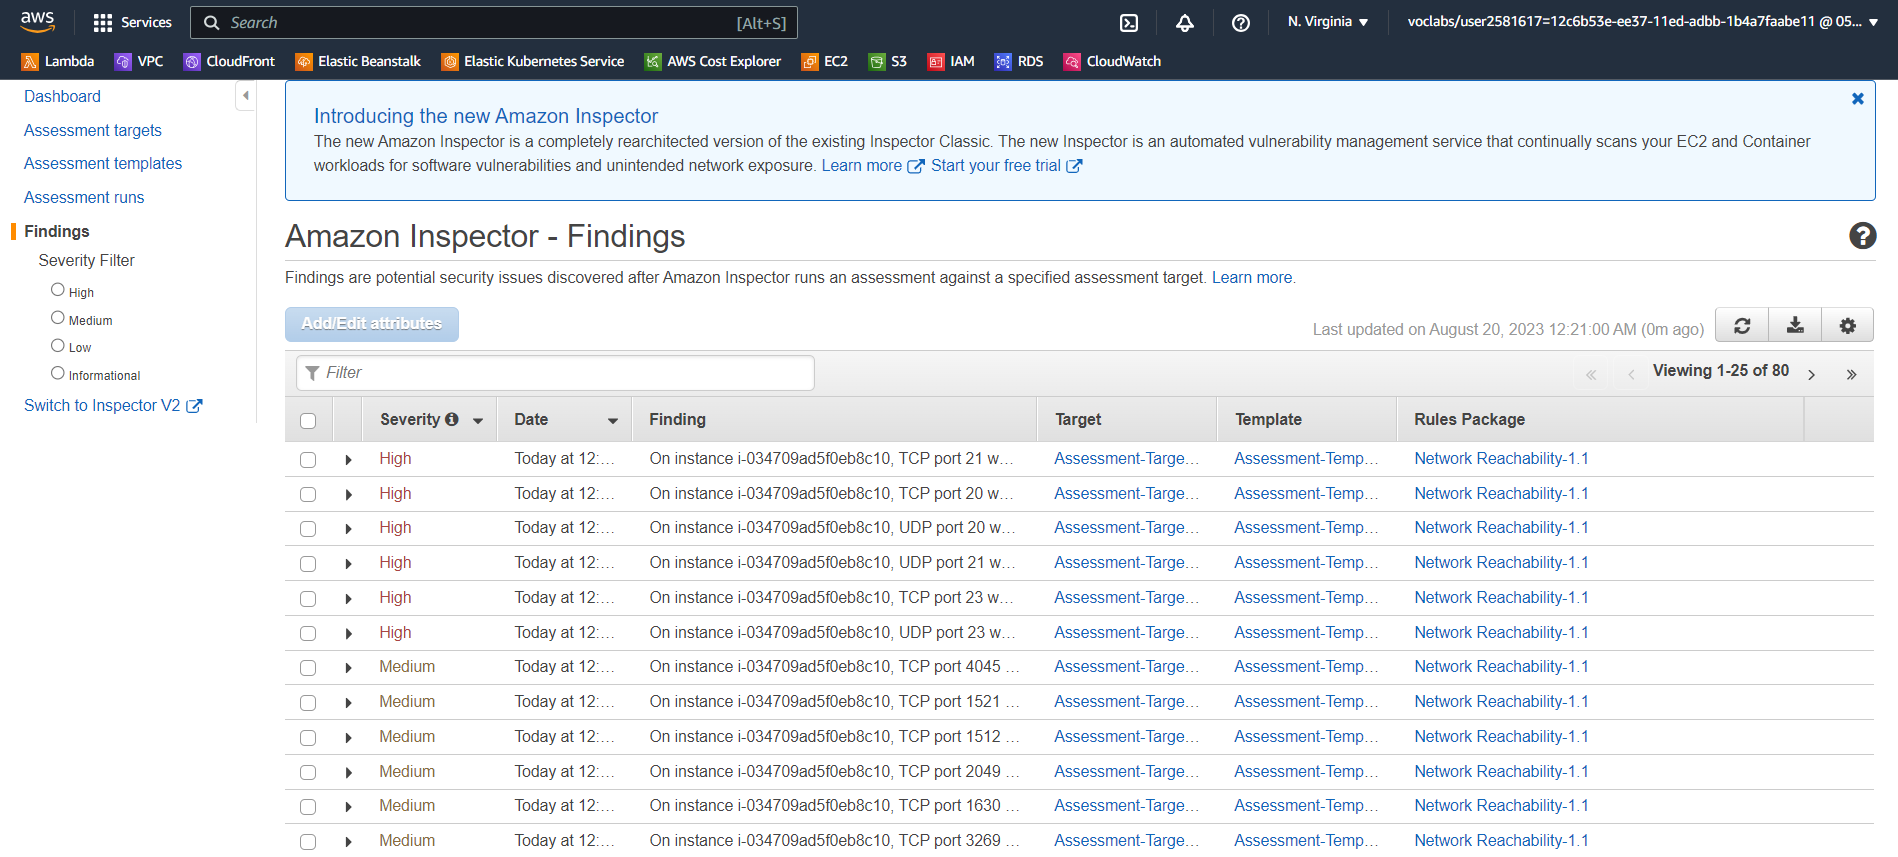 aws Services Search [Alt+S] N. Virginia voclabs/user2581617=12c6b53e-ee37-11ed-adbb-1b4a7faabe11 @ 05...
Lambda VPC CloudFront Elastic Beanstalk Elastic Kubernetes Service AWS Cost Explorer EC2 S3 IAM RDS CloudWatch
Dashboard
Assessment targets
Assessment templates
Assessment runs
Findings
Severity Filter
High
Medium
Low
Informational
Switch to Inspector V2
Introducing the new Amazon Inspector
The new Amazon Inspector is a completely rearchitected version of the existing Inspector Classic. The new Inspector is an automated vulnerability management service that continually scans your EC2 and Container
workloads for software vulnerabilities and unintended network exposure. Learn more Start your free trial
Amazon Inspector - Findings
Findings are potential security issues discovered after Amazon Inspector runs an assessment against a specified assessment target. Learn more.
Add/Edit attributes Last updated on August 20, 2023 12:21:00 AM (0m ago)
Filter « ‹ Viewing 1-25 of 80 › »
Severity Date Finding Target Template Rules Package
High Today at 12:... On instance i-034709ad5f0eb8c10, TCP port 21 w... Assessment-Targe... Assessment-Temp... Network Reachability-1.1
High Today at 12:... On instance i-034709ad5f0eb8c10, TCP port 20 w... Assessment-Targe... Assessment-Temp... Network Reachability-1.1
High Today at 12:... On instance i-034709ad5f0eb8c10, UDP port 20 w... Assessment-Targe... Assessment-Temp... Network Reachability-1.1
High Today at 12:... On instance i-034709ad5f0eb8c10, UDP port 21 w... Assessment-Targe... Assessment-Temp... Network Reachability-1.1
High Today at 12:... On instance i-034709ad5f0eb8c10, TCP port 23 w... Assessment-Targe... Assessment-Temp... Network Reachability-1.1
High Today at 12:... On instance i-034709ad5f0eb8c10, UDP port 23 w... Assessment-Targe... Assessment-Temp... Network Reachability-1.1
Medium Today at 12:... On instance i-034709ad5f0eb8c10, TCP port 4045 ... Assessment-Targe... Assessment-Temp... Network Reachability-1.1
Medium Today at 12:... On instance i-034709ad5f0eb8c10, TCP port 1521 ... Assessment-Targe... Assessment-Temp... Network Reachability-1.1
Medium Today at 12:... On instance i-034709ad5f0eb8c10, TCP port 1512 ... Assessment-Targe... Assessment-Temp... Network Reachability-1.1
Medium Today at 12:... On instance i-034709ad5f0eb8c10, TCP port 2049 ... Assessment-Targe... Assessment-Temp... Network Reachability-1.1
Medium Today at 12:... On instance i-034709ad5f0eb8c10, TCP port 1630 ... Assessment-Targe... Assessment-Temp... Network Reachability-1.1
Medium Today at 12:... On instance i-034709ad5f0eb8c10, TCP port 3269 ... Assessment-Targe... Assessment-Temp... Network Reachability-1.1